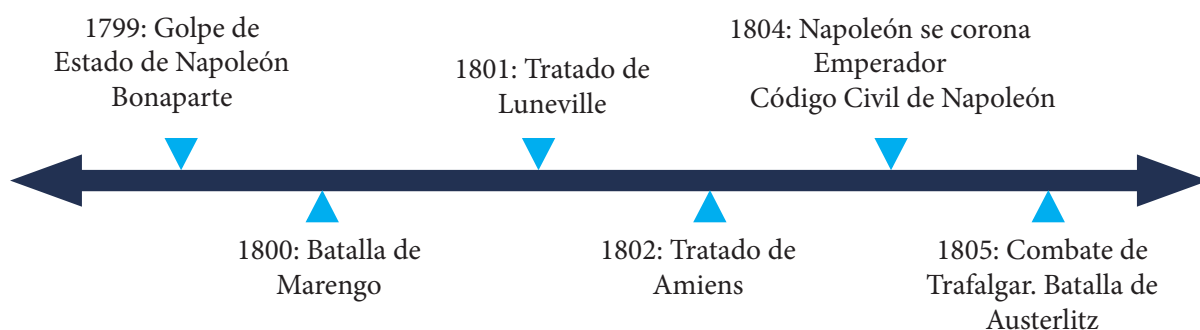 1799: Golpe de
Estado de Napoleón
Bonaparte
1800: Batalla de
Marengo
1801: Tratado de
Luneville
1802: Tratado de
Amiens
1804: Napoleón se corona
Emperador
Código Civil de Napoleón
1805: Combate de
Trafalgar. Batalla de
Austerlitz